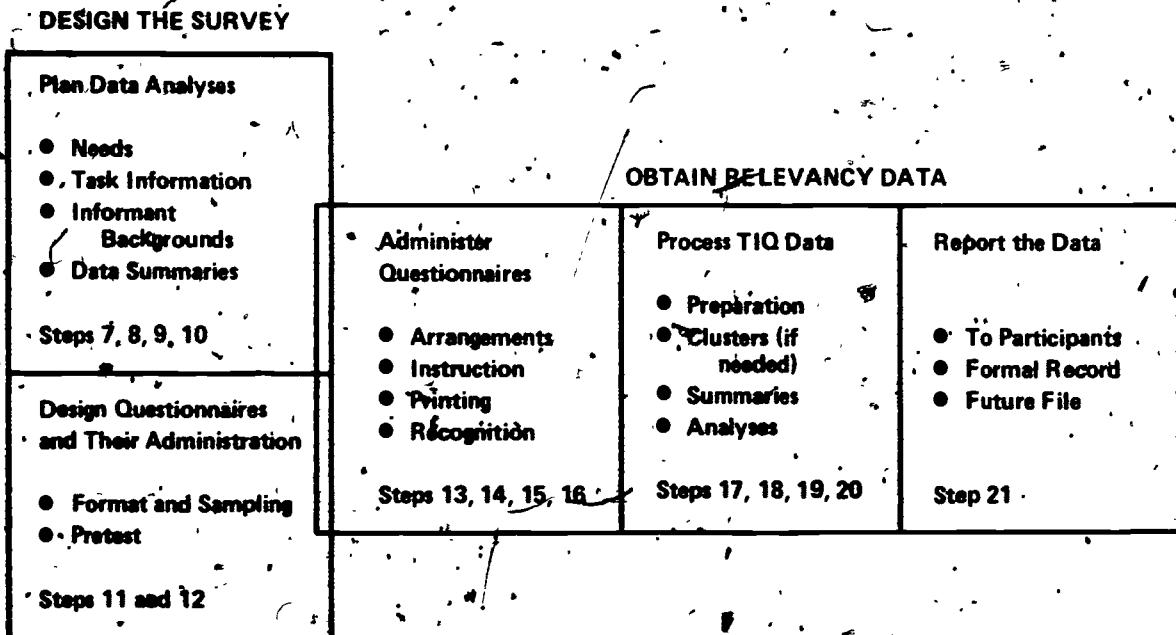 DESIGN THE SURVEY
Plan Data Analyses
● Needs
● Task Information
● Informant
Backgrounds
● Data Summaries
Steps 7, 8, 9, 10
Design Questionnaires
and Their Administration
● Format and Sampling
● Pretest
Steps 11 and 12
OBTAIN RELEVANCY DATA
Administer
Questionnaires
● Arrangements
● Instruction
● Printing
● Recognition
Steps 13, 14, 15, 16
Process TIQ Data
● Preparation
● Clusters (if
needed)
● Summaries
● Analyses
Steps 17, 18, 19, 20
Report the Data
● To Participants
● Formal Record
● Future File
Step 21